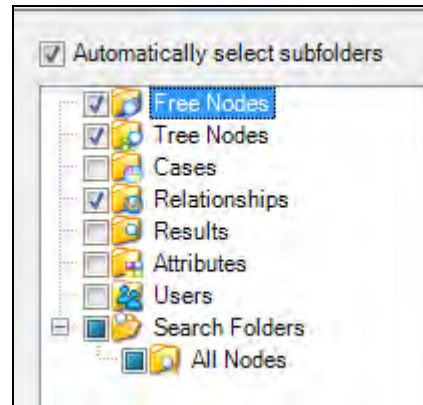 Automatically select subfolders
Free Nodes
Tree Nodes
Cases
Relationships
Results
Attributes
Users
Search Folders
All Nodes